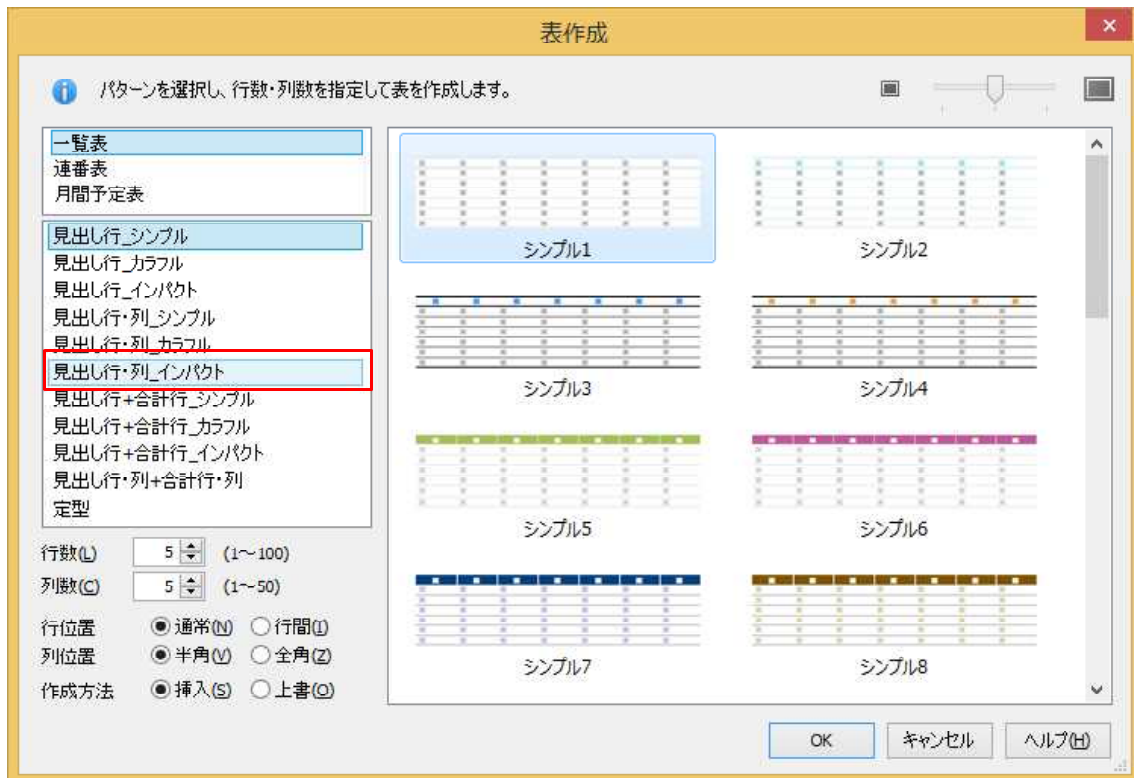 表作成
パターンを選択し、行数・列数を指定して表を作成します。
一覧表
連番表
月間予定表
見出し行_シンプル
見出し行_カラフル
見出し行_インパクト
見出し行・列_シンプル
見出し行・列_カラフル
見出し行・列_インパクト
見出し行+合計行_シンプル
見出し行+合計行_カラフル
見出し行+合計行_インパクト
見出し行・列+合計行・列
定型
行数(L) 5 (1～100)
列数(C) 5 (1～50)
行位置 通常(N) 行間(I)
列位置 半角(V) 全角(Z)
作成方法 挿入(S) 上書(O)
シンプル1 シンプル2
シンプル3 シンプル4
シンプル5 シンプル6
シンプル7 シンプル8
OK キャンセル ヘルプ(H)